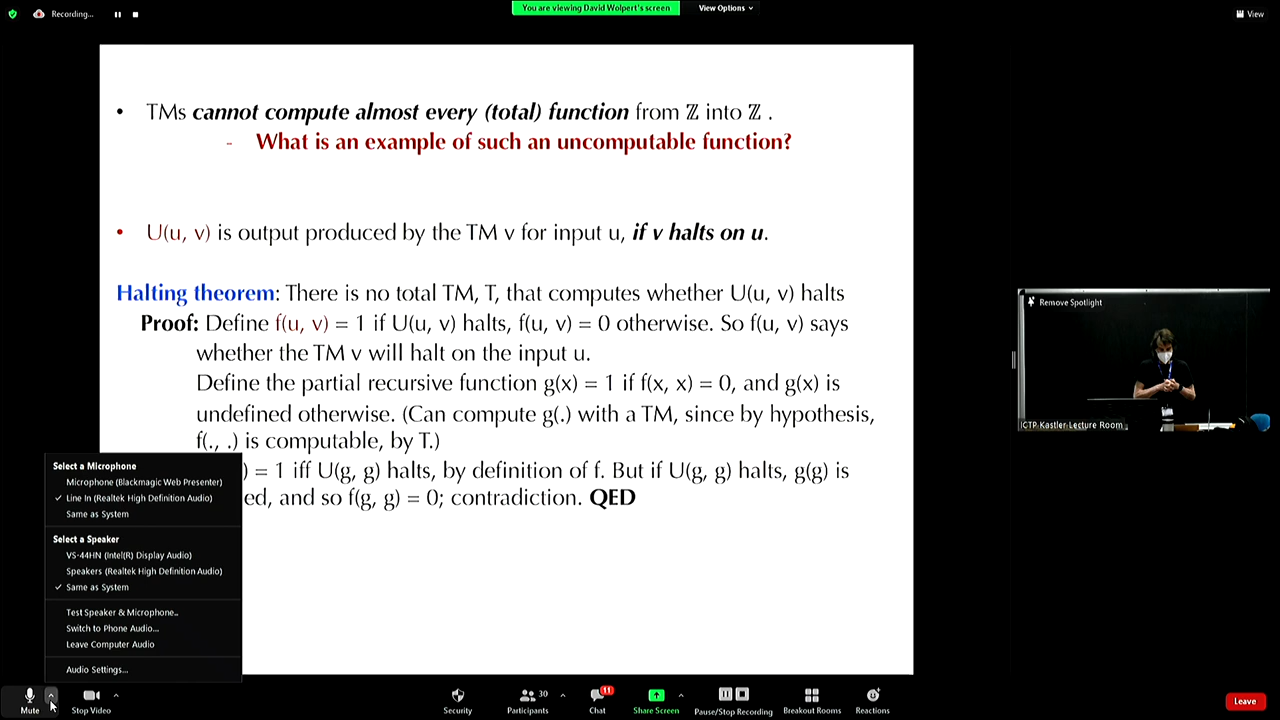 Recording...
You are viewing David Wolpert's screen
View Options
View
• TMs cannot compute almost every (total) function from ℤ into ℤ .
- What is an example of such an uncomputable function?
• U(u, v) is output produced by the TM v for input u, if v halts on u.
Halting theorem: There is no total TM, T, that computes whether U(u, v) halts
Proof: Define f(u, v) = 1 if U(u, v) halts, f(u, v) = 0 otherwise. So f(u, v) says
whether the TM v will halt on the input u.
Define the partial recursive function g(x) = 1 if f(x, x) = 0, and g(x) is
undefined otherwise. (Can compute g(.) with a TM, since by hypothesis,
f(., .) is computable, by T.)
) = 1 iff U(g, g) halts, by definition of f. But if U(g, g) halts, g(g) is
ed, and so f(g, g) = 0; contradiction. QED
Remove Spotlight
ICTP Kastler Lecture Room
Select a Microphone
Microphone (Blackmagic Web Presenter)
✓ Line In (Realtek High Definition Audio)
Same as System
Select a Speaker
VS-44HN (Intel(R) Display Audio)
Speakers (Realtek High Definition Audio)
✓ Same as System
Test Speaker & Microphone...
Switch to Phone Audio...
Leave Computer Audio
Audio Settings...
Mute
Stop Video
Security
30
Participants
11
Chat
Share Screen
Pause/Stop Recording
Breakout Rooms
Reactions
Leave